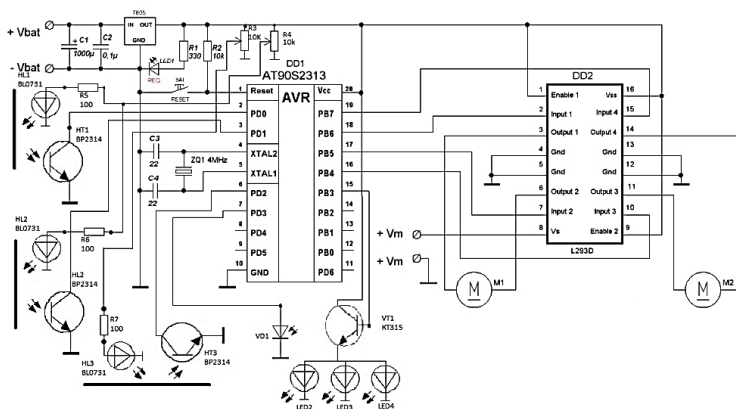 + Vbat
7805
IN OUT
GND
C1
1000µ
C2
0,1µ
LED1
RED
R1
330
R2
10k
R3
10K
R4
10k
- Vbat
SA1
RESET
HL1
BL0731
R5
100
HT1
BP2314
C3
22
ZQ1 4MHz
C4
22
DD1
AT90S2313
AVR
1 Reset
2 PD0
3 PD1
4 XTAL2
5 XTAL1
6 PD2
7 PD3
8 PD4
9 PD5
10 GND
Vcc 20
PB7 19
PB6 18
PB5 17
PB4 16
PB3 15
PB2 14
PB1 13
PB0 12
PD6 11
DD2
1 Enable 1
2 Input 1
3 Output 1
4 Gnd
5 Gnd
6 Output 2
7 Input 2
8 Vs
Vss 16
Input 4 15
Output 4 14
Gnd 13
Gnd 12
Output 3 11
Input 3 10
Enable 2 9
L293D
+ Vm
+ Vm
M M1
M M2
HL2
BL0731
R6
100
HL2
BP2314
R7
100
HL3
BL0731
HT3
BP2314
VD1
VT1
KT315
LED2
LED3
LED4